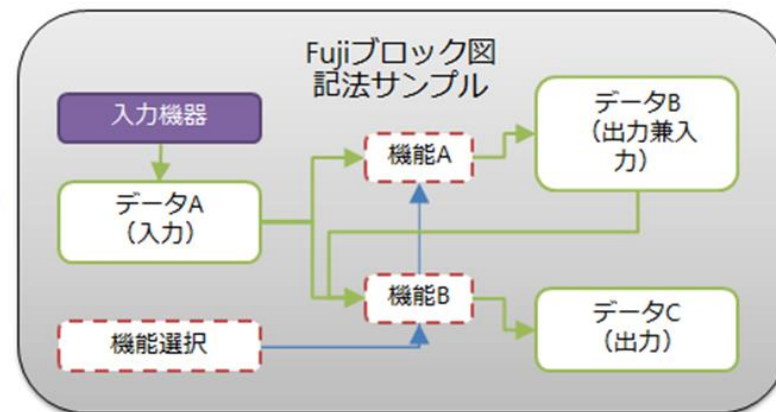 Fujiブロック図
記法サンプル
入力機器
データA
（入力）
機能A
データB
（出力兼入
力）
機能B
機能選択
データC
（出力）